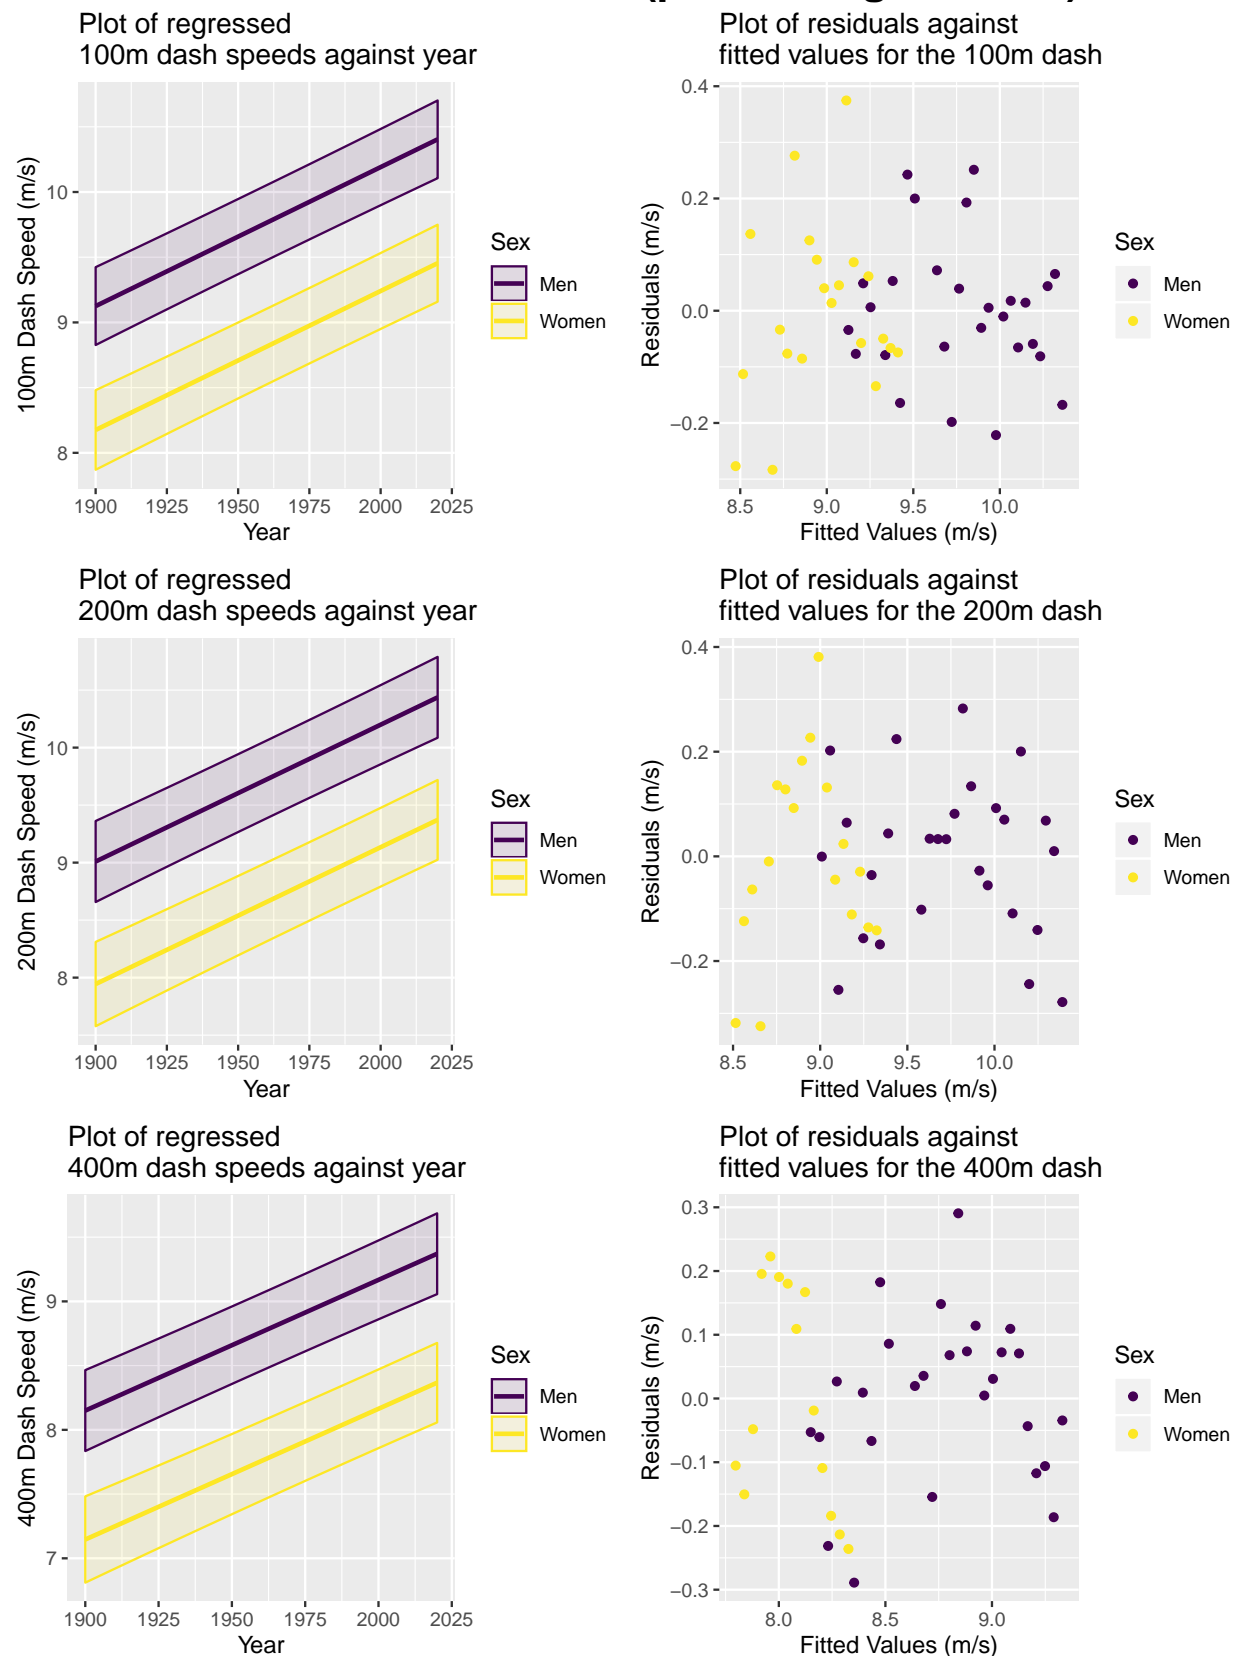 Plot of regressed
100m dash speeds against year
100m Dash Speed (m/s)
10
9
8
1900 1925 1950 1975 2000 2025
Year
Sex
Men
Women
Plot of residuals against
fitted values for the 100m dash
Residuals (m/s)
0.4
0.2
0.0
−0.2
8.5 9.0 9.5 10.0
Fitted Values (m/s)
Sex
Men
Women
Plot of regressed
200m dash speeds against year
200m Dash Speed (m/s)
10
9
8
1900 1925 1950 1975 2000 2025
Year
Sex
Men
Women
Plot of residuals against
fitted values for the 200m dash
Residuals (m/s)
0.4
0.2
0.0
−0.2
8.5 9.0 9.5 10.0
Fitted Values (m/s)
Sex
Men
Women
Plot of regressed
400m dash speeds against year
400m Dash Speed (m/s)
9
8
7
1900 1925 1950 1975 2000 2025
Year
Sex
Men
Women
Plot of residuals against
fitted values for the 400m dash
Residuals (m/s)
0.3
0.2
0.1
0.0
−0.1
−0.2
−0.3
8.0 8.5 9.0
Fitted Values (m/s)
Sex
Men
Women